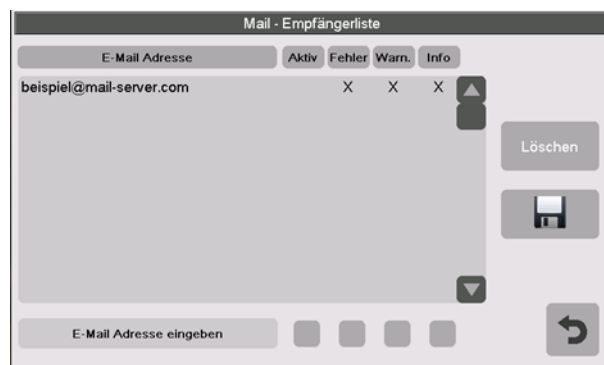 Mail - Empfängerliste
E-Mail Adresse Aktiv Fehler Warn. Info
beispiel@mail-server.com X X X
Löschen
E-Mail Adresse eingeben